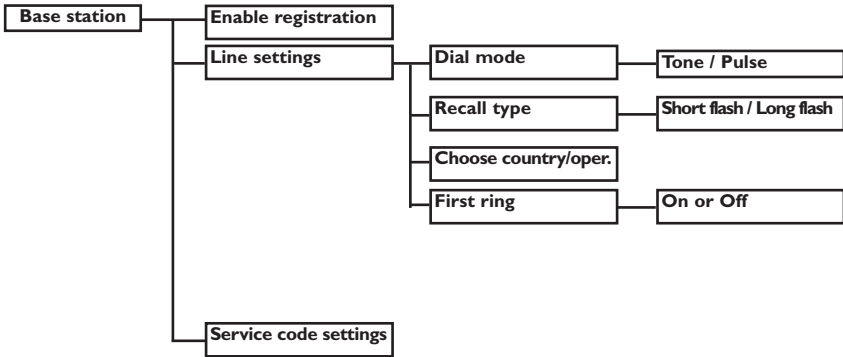 Base station
Enable registration
Line settings
Dial mode
Tone / Pulse
Recall type
Short flash / Long flash
Choose country/oper.
First ring
On or Off
Service code settings